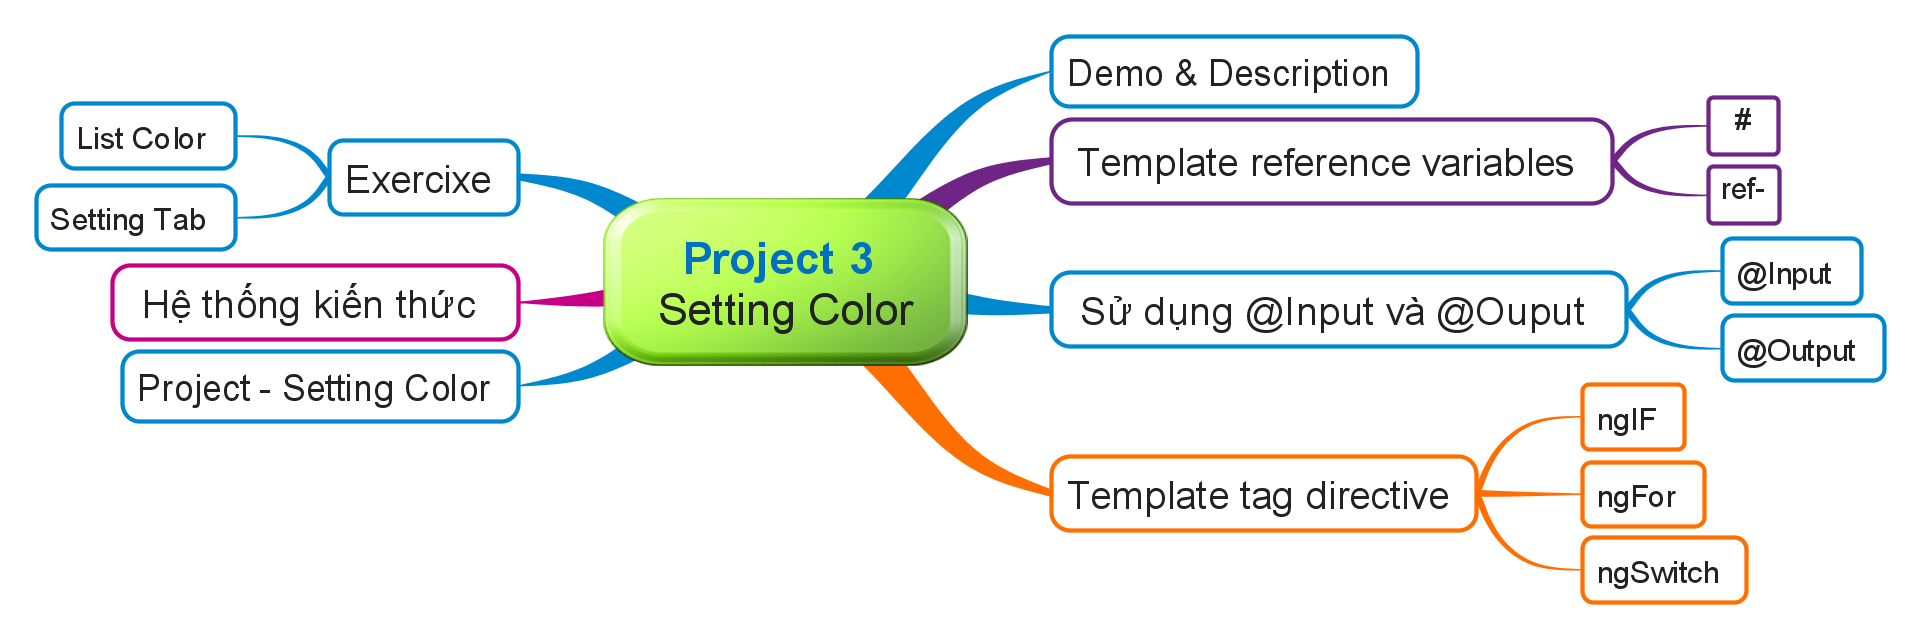 Project 3
Setting Color
Demo & Description
Template reference variables
#
ref-
Sử dụng @Input và @Ouput
@Input
@Output
Template tag directive
ngIF
ngFor
ngSwitch
Exercixe
List Color
Setting Tab
Hệ thống kiến thức
Project - Setting Color